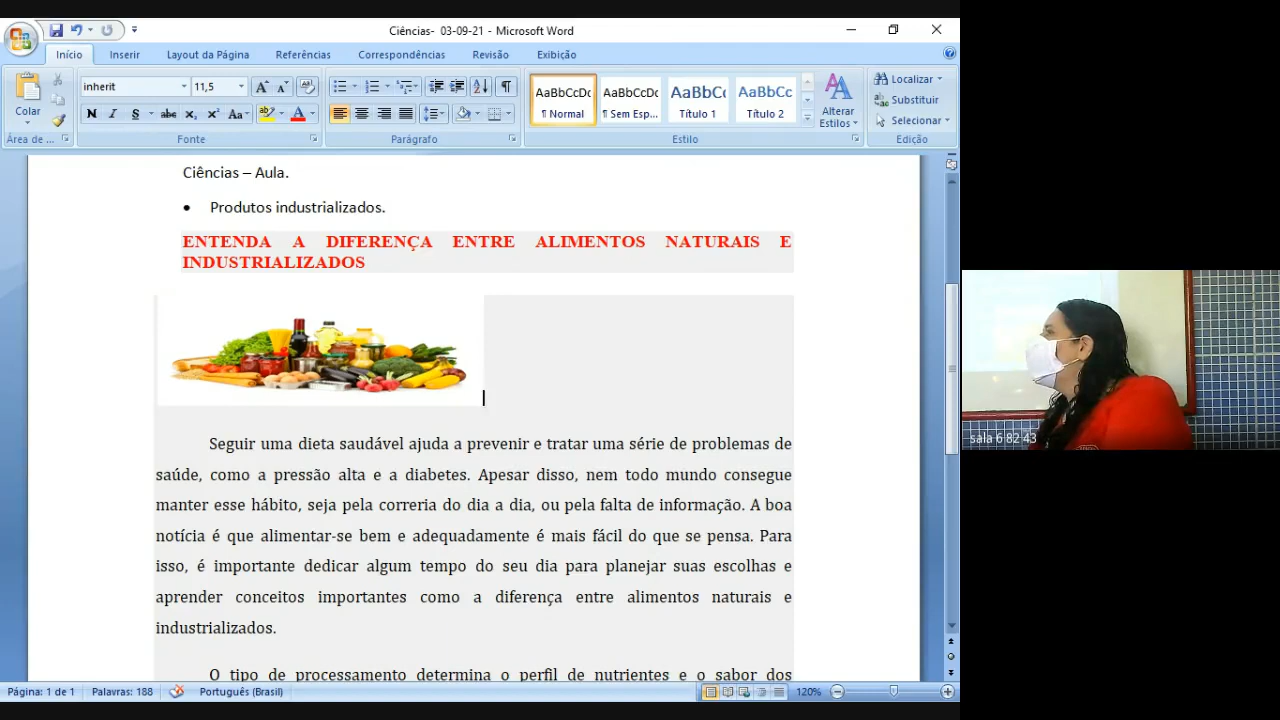 Ciências- 03-09-21 - Microsoft Word
Início Inserir Layout da Página Referências Correspondências Revisão Exibição
inherit 11,5
Colar
N I S abc x₂ x² Aa
AaBbCcDc AaBbCcDc AaBbC AaBbCc
¶ Normal ¶ Sem Esp... Título 1 Título 2
Alterar Estilos
Localizar
Substituir
Selecionar
Área de... Fonte Parágrafo Estilo Edição
Ciências – Aula.
• Produtos industrializados.
ENTENDA A DIFERENÇA ENTRE ALIMENTOS NATURAIS E
INDUSTRIALIZADOS
Seguir uma dieta saudável ajuda a prevenir e tratar uma série de problemas de
saúde, como a pressão alta e a diabetes. Apesar disso, nem todo mundo consegue
manter esse hábito, seja pela correria do dia a dia, ou pela falta de informação. A boa
notícia é que alimentar-se bem e adequadamente é mais fácil do que se pensa. Para
isso, é importante dedicar algum tempo do seu dia para planejar suas escolhas e
aprender conceitos importantes como a diferença entre alimentos naturais e
industrializados.
O tipo de processamento determina o perfil de nutrientes e o sabor dos
Página: 1 de 1 Palavras: 188 Português (Brasil) 120%
sala 6 82 43